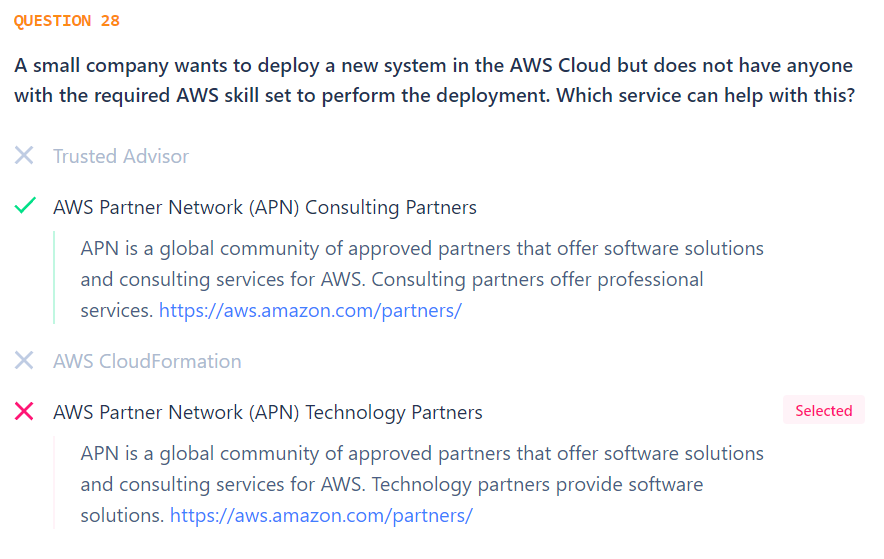 QUESTION 28
A small company wants to deploy a new system in the AWS Cloud but does not have anyone
with the required AWS skill set to perform the deployment. Which service can help with this?
Trusted Advisor
AWS Partner Network (APN) Consulting Partners
APN is a global community of approved partners that offer software solutions
and consulting services for AWS. Consulting partners offer professional
services. https://aws.amazon.com/partners/
AWS CloudFormation
AWS Partner Network (APN) Technology Partners
Selected
APN is a global community of approved partners that offer software solutions
and consulting services for AWS. Technology partners provide software
solutions. https://aws.amazon.com/partners/